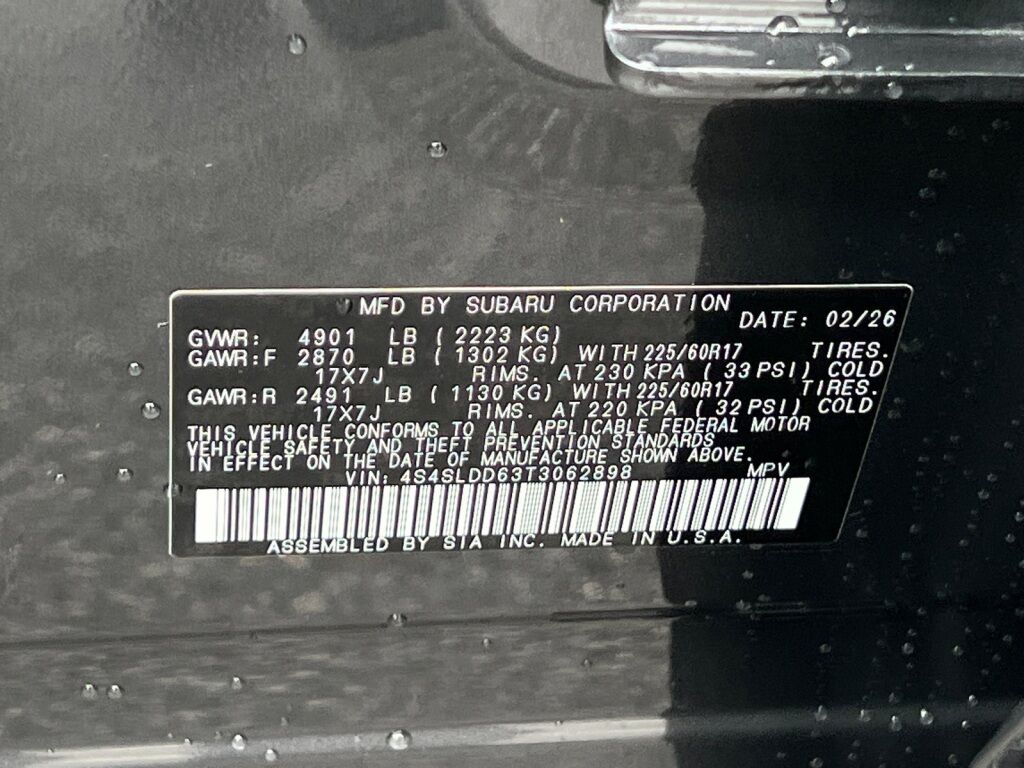 MFD BY SUBARU CORPORATION
DATE: 02/26
GVWR: 4901 LB (2223 KG)
GAWR:F 2870 LB (1302 KG) WITH 225/60R17 TIRES.
17X7J RIMS. AT 230 KPA (33 PSI) COLD
GAWR:R 2491 LB (1130 KG) WITH 225/60R17 TIRES.
17X7J RIMS. AT 220 KPA (32 PSI) COLD
THIS VEHICLE CONFORMS TO ALL APPLICABLE FEDERAL MOTOR
VEHICLE SAFETY AND THEFT PREVENTION STANDARDS
IN EFFECT ON THE DATE OF MANUFACTURE SHOWN ABOVE.
VIN: 4S4SLDD63T3062898 MPV
ASSEMBLED BY SIA INC. MADE IN U.S.A.